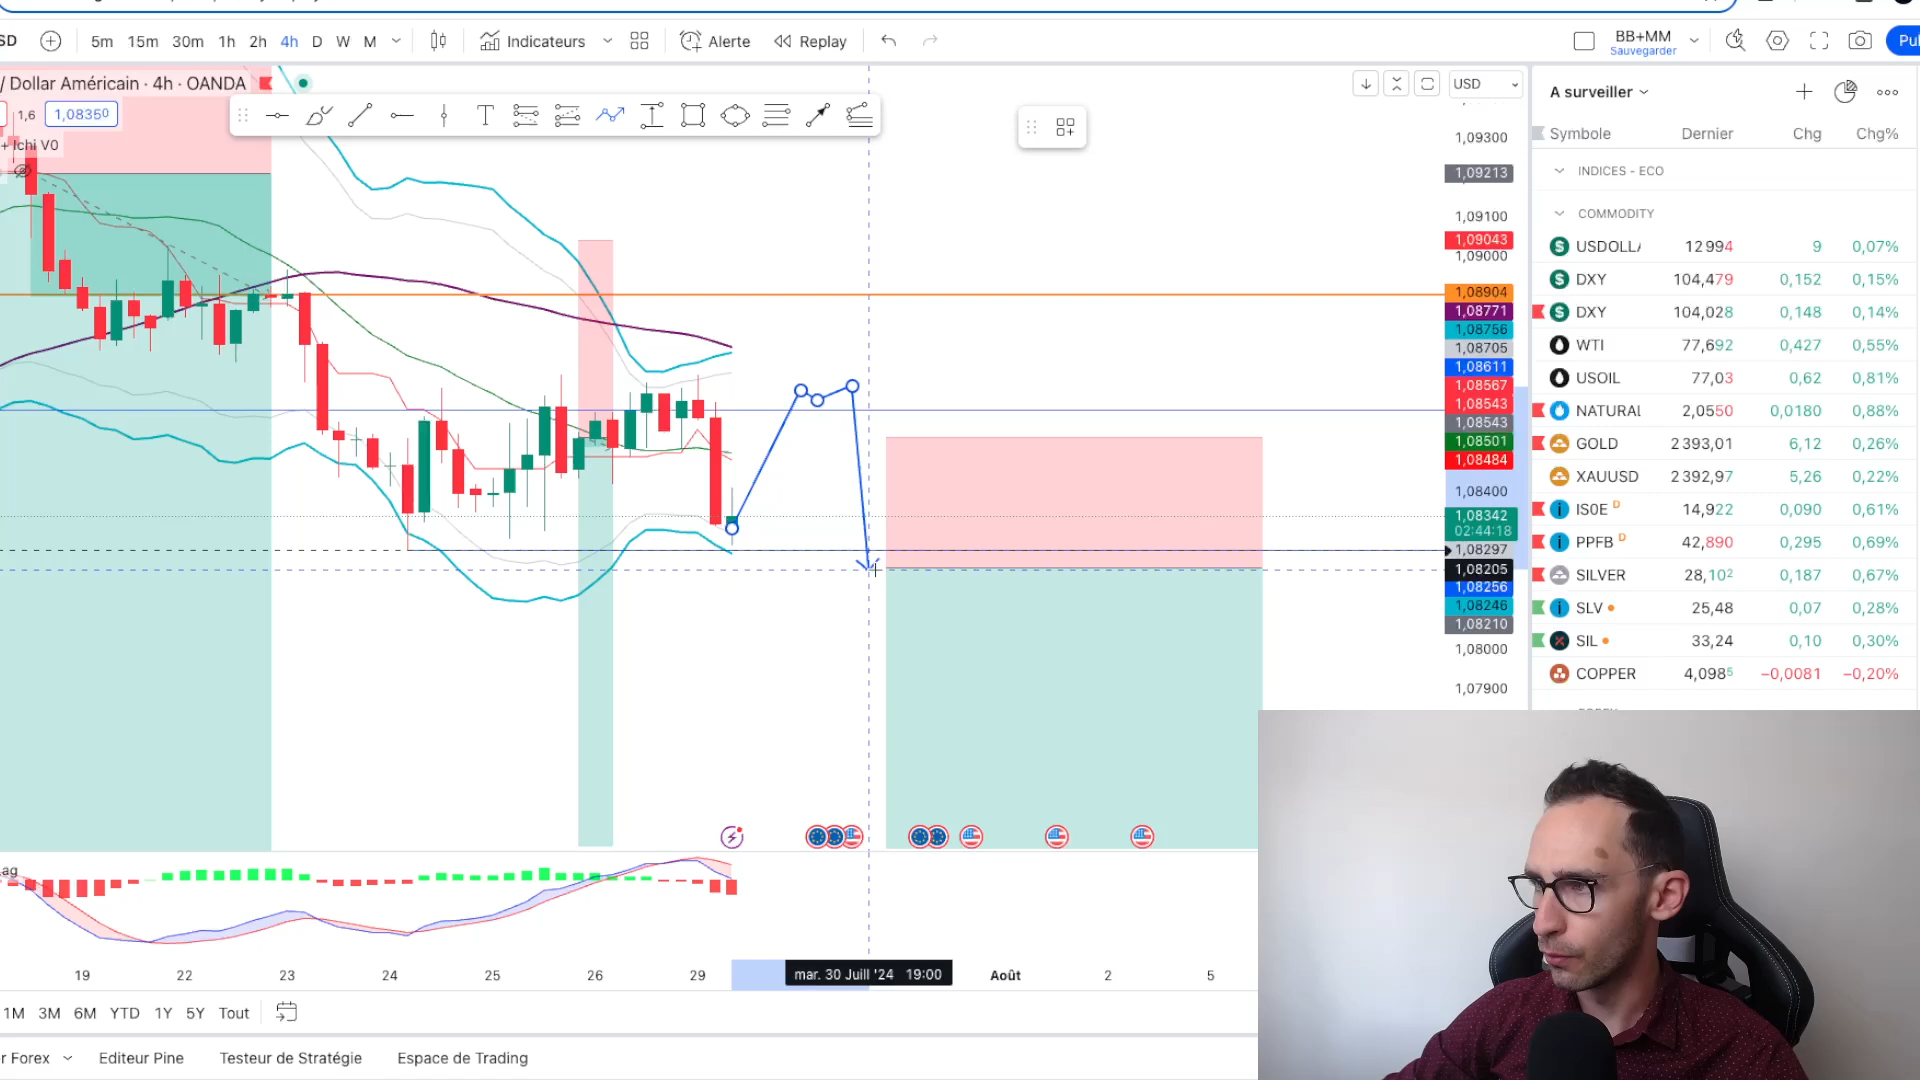 SD
5m 15m 30m 1h 2h 4h D W M
Indicateurs
Alerte
Replay
BB+MM
Sauvegarder
Pu
/ Dollar Américain · 4h · OANDA
1,6 1,08350
+ Ichi V0
USD
1,09300
1,09213
1,09100
1,09043
1,09000
1,08904
1,08771
1,08756
1,08705
1,08611
1,08567
1,08543
1,08543
1,08501
1,08484
1,08400
1,08342
02:44:18
1,08297
1,08205
1,08256
1,08246
1,08210
1,08000
1,07900
A surveiller
Symbole Dernier Chg Chg%
INDICES - ECO
COMMODITY
USDOLL 12994 9 0,07%
DXY 104,479 0,152 0,15%
DXY 104,028 0,148 0,14%
WTI 77,692 0,427 0,55%
USOIL 77,03 0,62 0,81%
NATURAL 2,0550 0,0180 0,88%
GOLD 2 393,01 6,12 0,26%
XAUUSD 2 392,97 5,26 0,22%
IS0E D 14,922 0,090 0,61%
PPFB D 42,890 0,295 0,69%
SILVER 28,102 0,187 0,67%
SLV 25,48 0,07 0,28%
SIL 33,24 0,10 0,30%
COPPER 4,0985 −0,0081 −0,20%
ag
19 22 23 24 25 26 29 mar. 30 Juill '24 19:00 Août 2 5
1M 3M 6M YTD 1Y 5Y Tout
r Forex Editeur Pine Testeur de Stratégie Espace de Trading